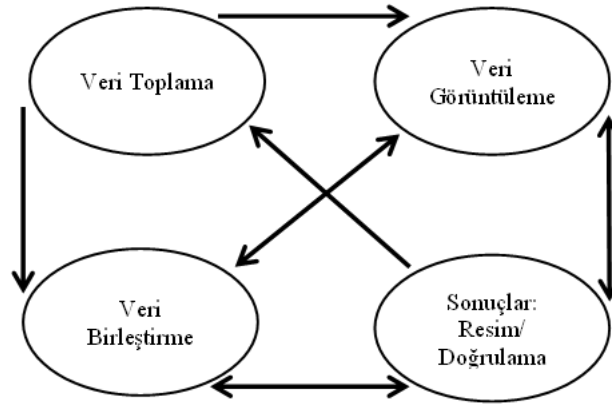 Veri Toplama
Veri
Görüntüleme
Veri
Birleştirme
Sonuçlar:
Resim/
Doğrulama